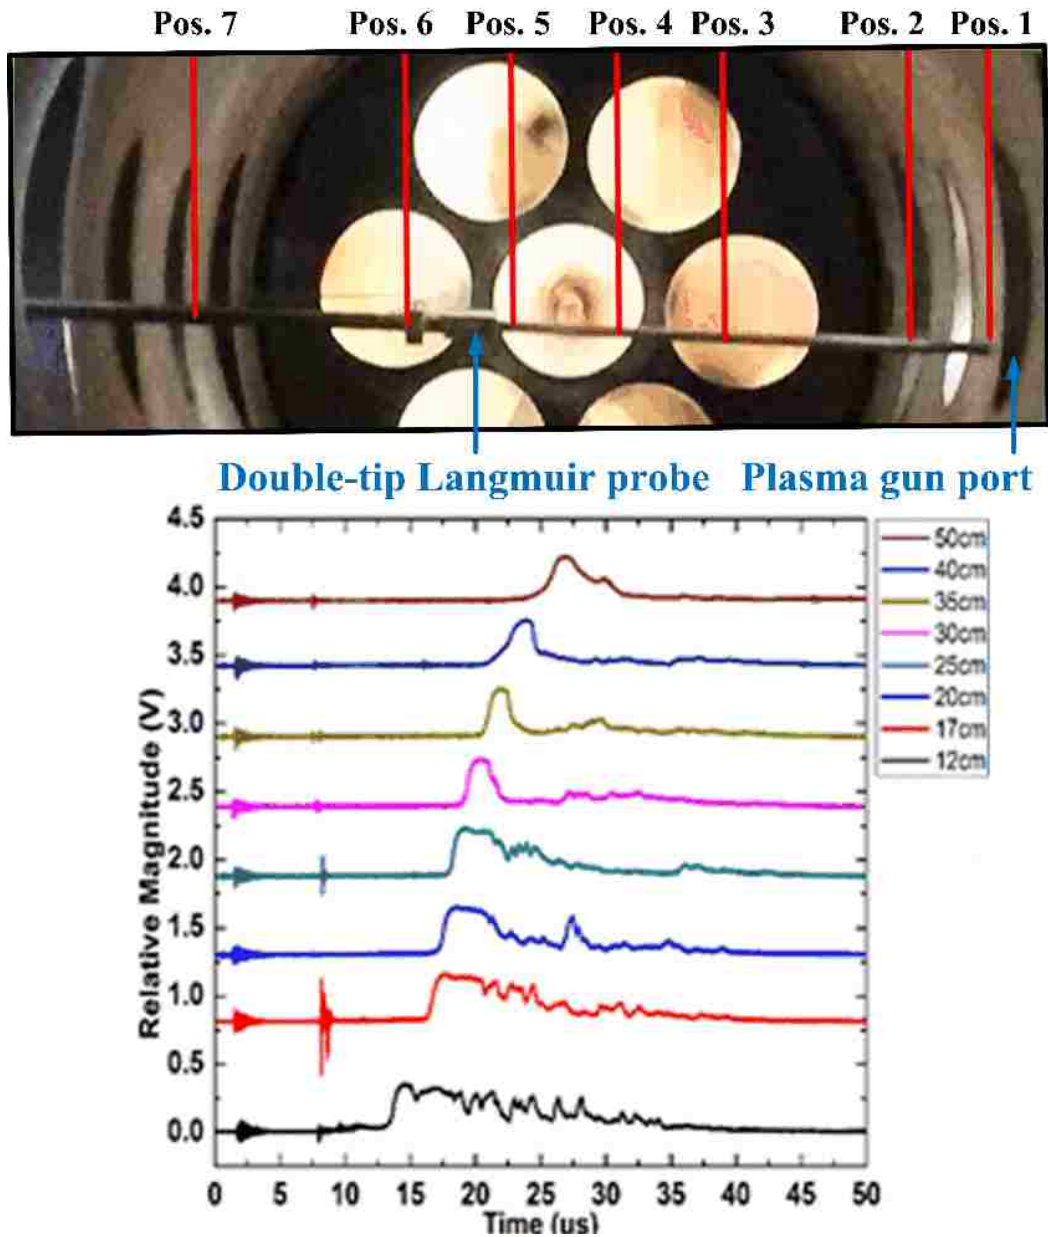 Pos. 7 Pos. 6 Pos. 5 Pos. 4 Pos. 3 Pos. 2 Pos. 1
Double-tip Langmuir probe Plasma gun port
Relative Magnitude (V)
4.5
4.0
3.5
3.0
2.5
2.0
1.5
1.0
0.5
0.0
50cm
40cm
35cm
30cm
25cm
20cm
17cm
12cm
0 5 10 15 20 25 30 35 40 45 50
Time (us)